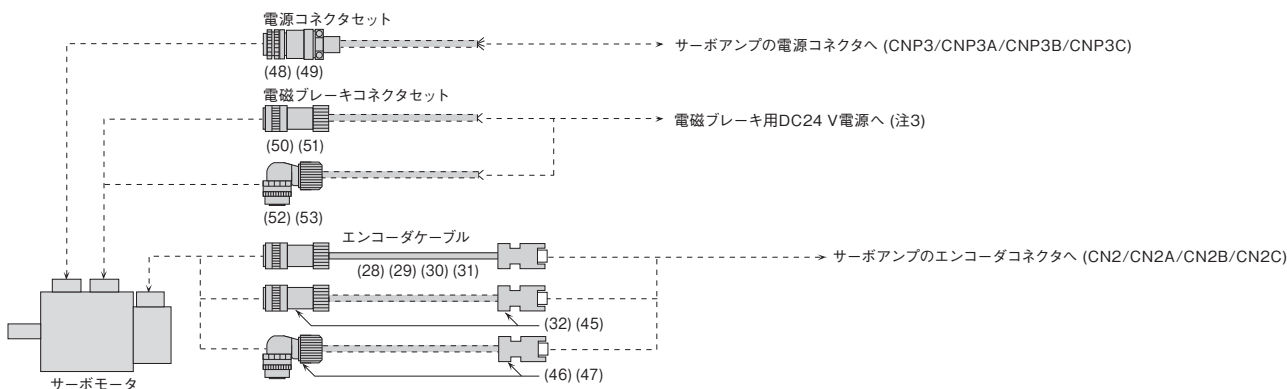 電源コネクタセット
サーボアンプの電源コネクタへ (CNP3/CNP3A/CNP3B/CNP3C)
(48) (49)
電磁ブレーキコネクタセット
電磁ブレーキ用DC24 V電源へ (注3)
(50) (51)
(52) (53)
エンコーダケーブル
サーボアンプのエンコーダコネクタへ (CN2/CN2A/CN2B/CN2C)
(28) (29) (30) (31)
(32) (45)
(46) (47)
サーボモータ